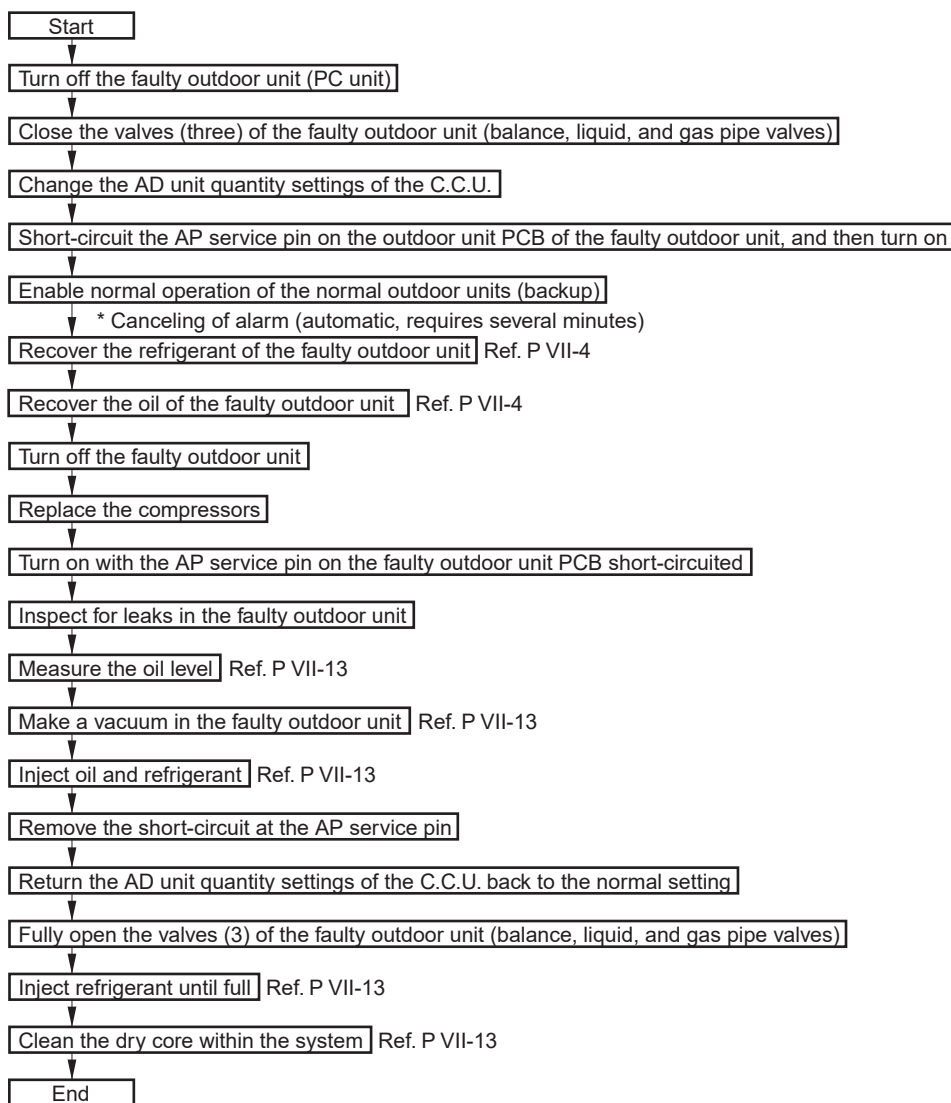 Start
Turn off the faulty outdoor unit (PC unit)
Close the valves (three) of the faulty outdoor unit (balance, liquid, and gas pipe valves)
Change the AD unit quantity settings of the C.C.U.
Short-circuit the AP service pin on the outdoor unit PCB of the faulty outdoor unit, and then turn on
Enable normal operation of the normal outdoor units (backup)
* Canceling of alarm (automatic, requires several minutes)
Recover the refrigerant of the faulty outdoor unit Ref. P VII-4
Recover the oil of the faulty outdoor unit Ref. P VII-4
Turn off the faulty outdoor unit
Replace the compressors
Turn on with the AP service pin on the faulty outdoor unit PCB short-circuited
Inspect for leaks in the faulty outdoor unit
Measure the oil level Ref. P VII-13
Make a vacuum in the faulty outdoor unit Ref. P VII-13
Inject oil and refrigerant Ref. P VII-13
Remove the short-circuit at the AP service pin
Return the AD unit quantity settings of the C.C.U. back to the normal setting
Fully open the valves (3) of the faulty outdoor unit (balance, liquid, and gas pipe valves)
Inject refrigerant until full Ref. P VII-13
Clean the dry core within the system Ref. P VII-13
End